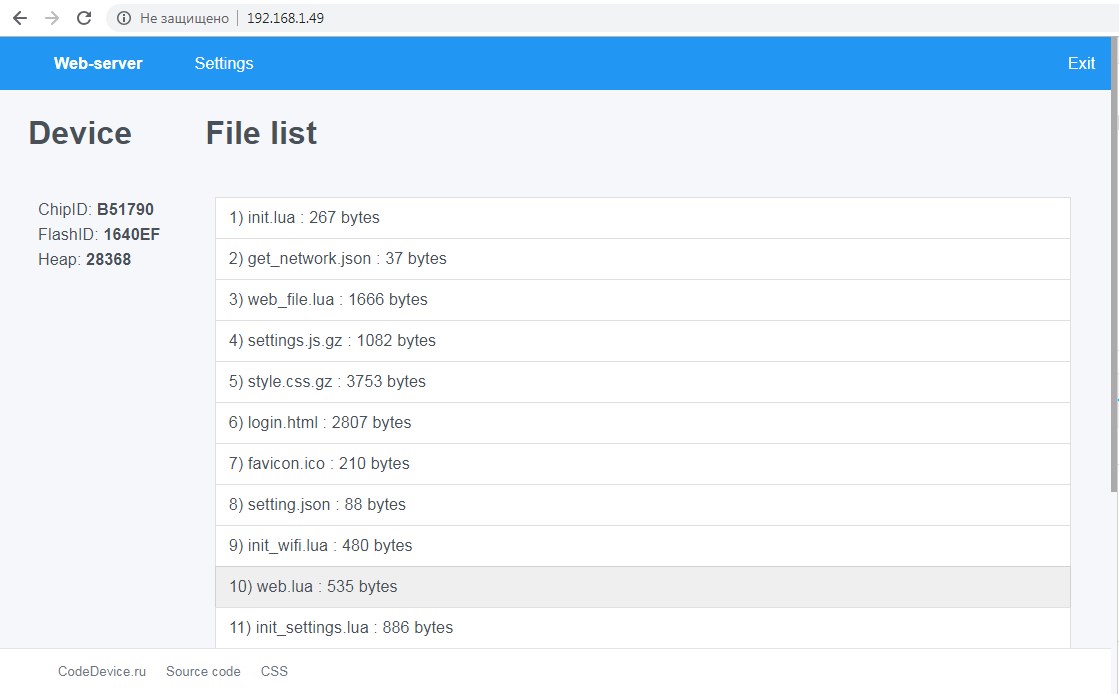 Не защищено 192.168.1.49
Web-server Settings Exit
Device File list
ChipID: B51790
FlashID: 1640EF
Heap: 28368
1) init.lua : 267 bytes
2) get_network.json : 37 bytes
3) web_file.lua : 1666 bytes
4) settings.js.gz : 1082 bytes
5) style.css.gz : 3753 bytes
6) login.html : 2807 bytes
7) favicon.ico : 210 bytes
8) setting.json : 88 bytes
9) init_wifi.lua : 480 bytes
10) web.lua : 535 bytes
11) init_settings.lua : 886 bytes
CodeDevice.ru Source code CSS